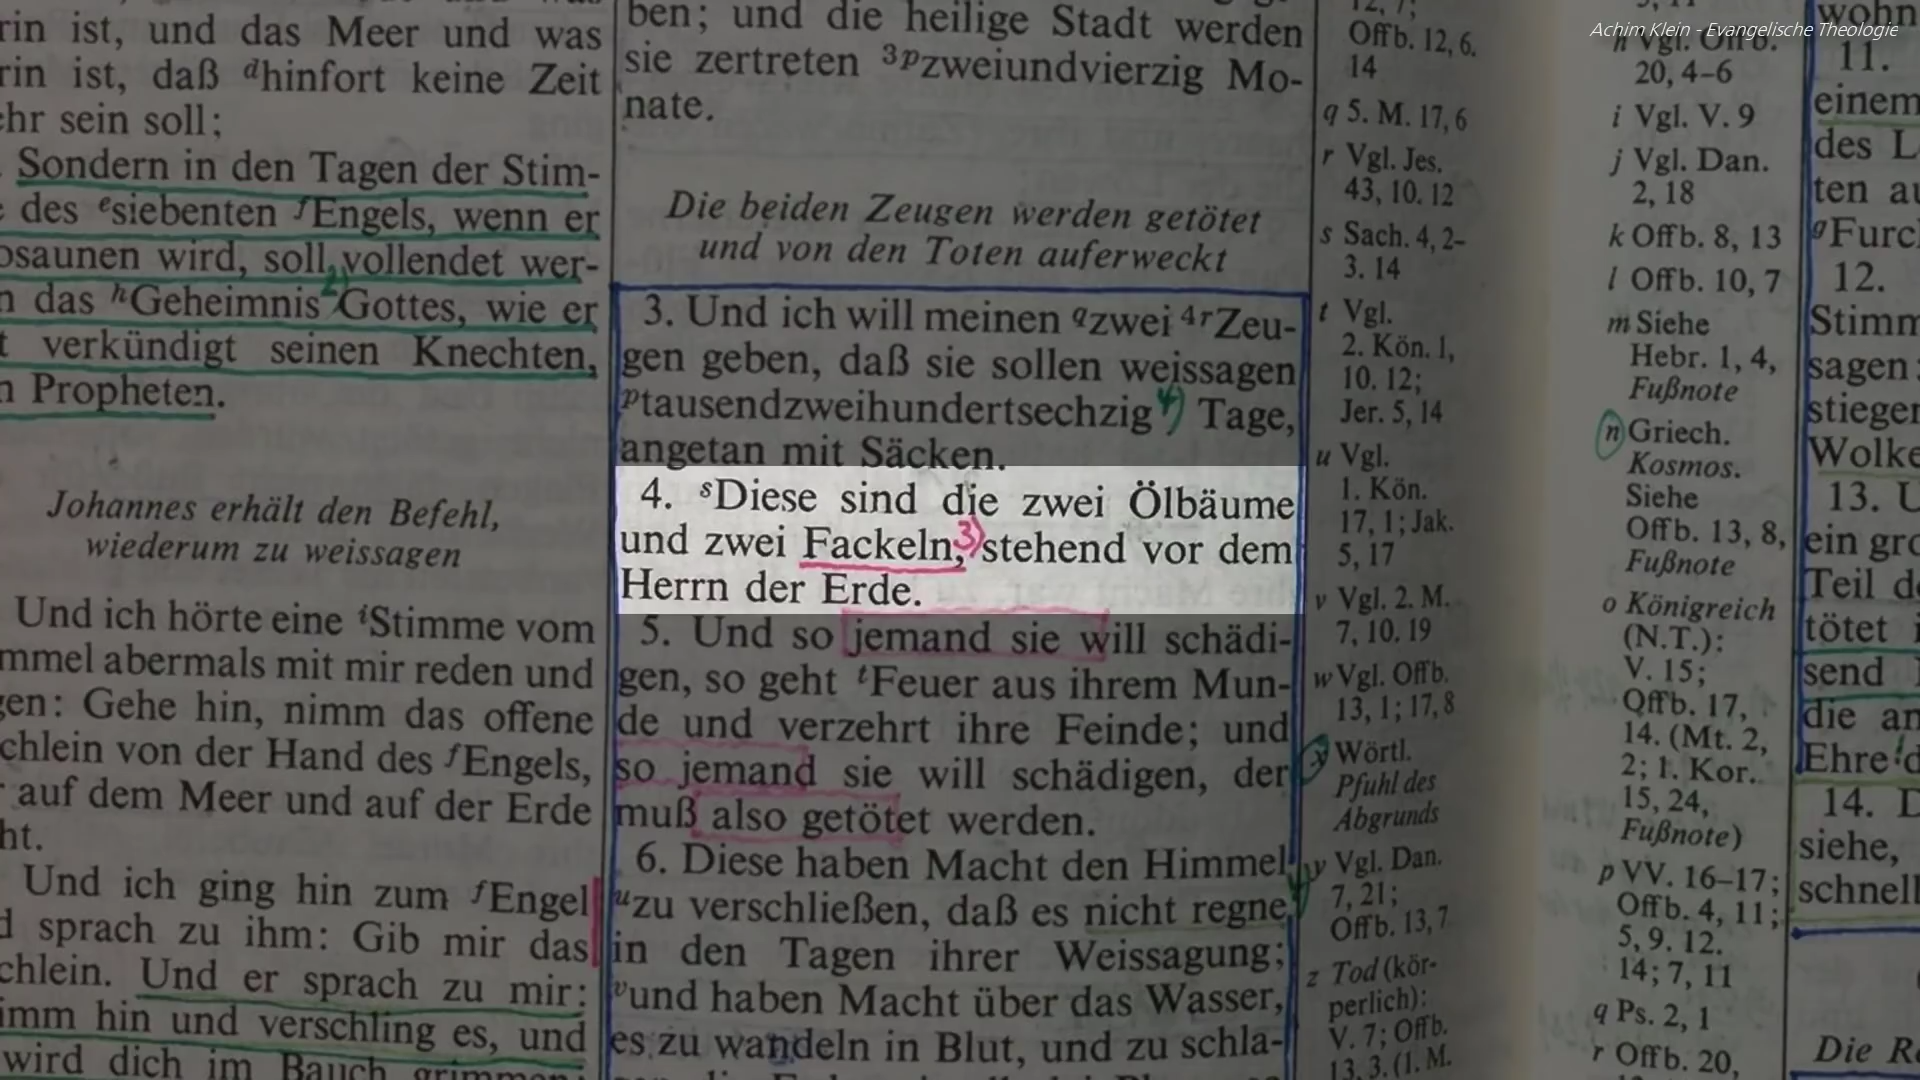 Achim Klein - Evangelische Theologie
rin ist, und das Meer und was
rin ist, daß dhinfort keine Zeit
ehr sein soll;
Sondern in den Tagen der Stim-
des esiebenten fEngels, wenn er
osaunen wird, soll vollendet wer-
n das hGeheimnis 2) Gottes, wie er
t verkündigt seinen Knechten,
n Propheten.
Johannes erhält den Befehl,
wiederum zu weissagen
Und ich hörte eine iStimme vom
mmel abermals mit mir reden und
gen: Gehe hin, nimm das offene
chlein von der Hand des fEngels,
auf dem Meer und auf der Erde
ht.
Und ich ging hin zum fEngel
d sprach zu ihm: Gib mir das
chlein. Und er sprach zu mir:
imm hin und verschling es, und
wird dich im Bauch grimmen;
ben; und die heilige Stadt werden
sie zertreten 3pzweiundvierzig Mo-
nate.
Die beiden Zeugen werden getötet
und von den Toten auferweckt
3. Und ich will meinen qzwei 4rZeu-
gen geben, daß sie sollen weissagen
ptausendzweihundertsechzig 4) Tage,
angetan mit Säcken.
4. sDiese sind die zwei Ölbäume
und zwei Fackeln, 3) stehend vor dem
Herrn der Erde.
5. Und so jemand sie will schädi-
gen, so geht tFeuer aus ihrem Mun-
de und verzehrt ihre Feinde; und
so jemand sie will schädigen, der
muß also getötet werden.
6. Diese haben Macht den Himmel
uzu verschließen, daß es nicht regne
in den Tagen ihrer Weissagung;
vund haben Macht über das Wasser,
es zu wandeln in Blut, und zu schla-
Offb. 12, 6.
14
q 5. M. 17, 6
r Vgl. Jes.
43, 10. 12
s Sach. 4, 2-
3. 14
t Vgl.
2. Kön. 1,
10. 12;
Jer. 5, 14
u Vgl.
1. Kön.
17, 1; Jak.
5, 17
v Vgl. 2. M.
7, 10. 19
w Vgl. Offb.
13, 1; 17, 8
x Wörtl.
Pfuhl des
Abgrunds
y Vgl. Dan.
7, 21;
Offb. 13, 7
z Tod (kör-
perlich):
V. 7; Offb.
13, 3. (1. M.
h Vgl. Offb.
20, 4–6
i Vgl. V. 9
j Vgl. Dan.
2, 18
k Offb. 8, 13
l Offb. 10, 7
m Siehe
Hebr. 1, 4,
Fußnote
n Griech.
Kosmos.
Siehe
Offb. 13, 8,
Fußnote
o Königreich
(N.T.):
V. 15;
Offb. 17,
14. (Mt. 2,
2; 1. Kor.
15, 24,
Fußnote)
p VV. 16–17;
Offb. 4, 11;
5, 9. 12.
14; 7, 11
q Ps. 2, 1
r Offb. 20,
wohn
11.
einem
des L
ten au
gFurc
12.
Stimm
sagen:
stiegen
Wolke
13. U
ein gro
Teil de
tötet i
send
die an
Ehre d
14. D
siehe,
schnell
Die Re